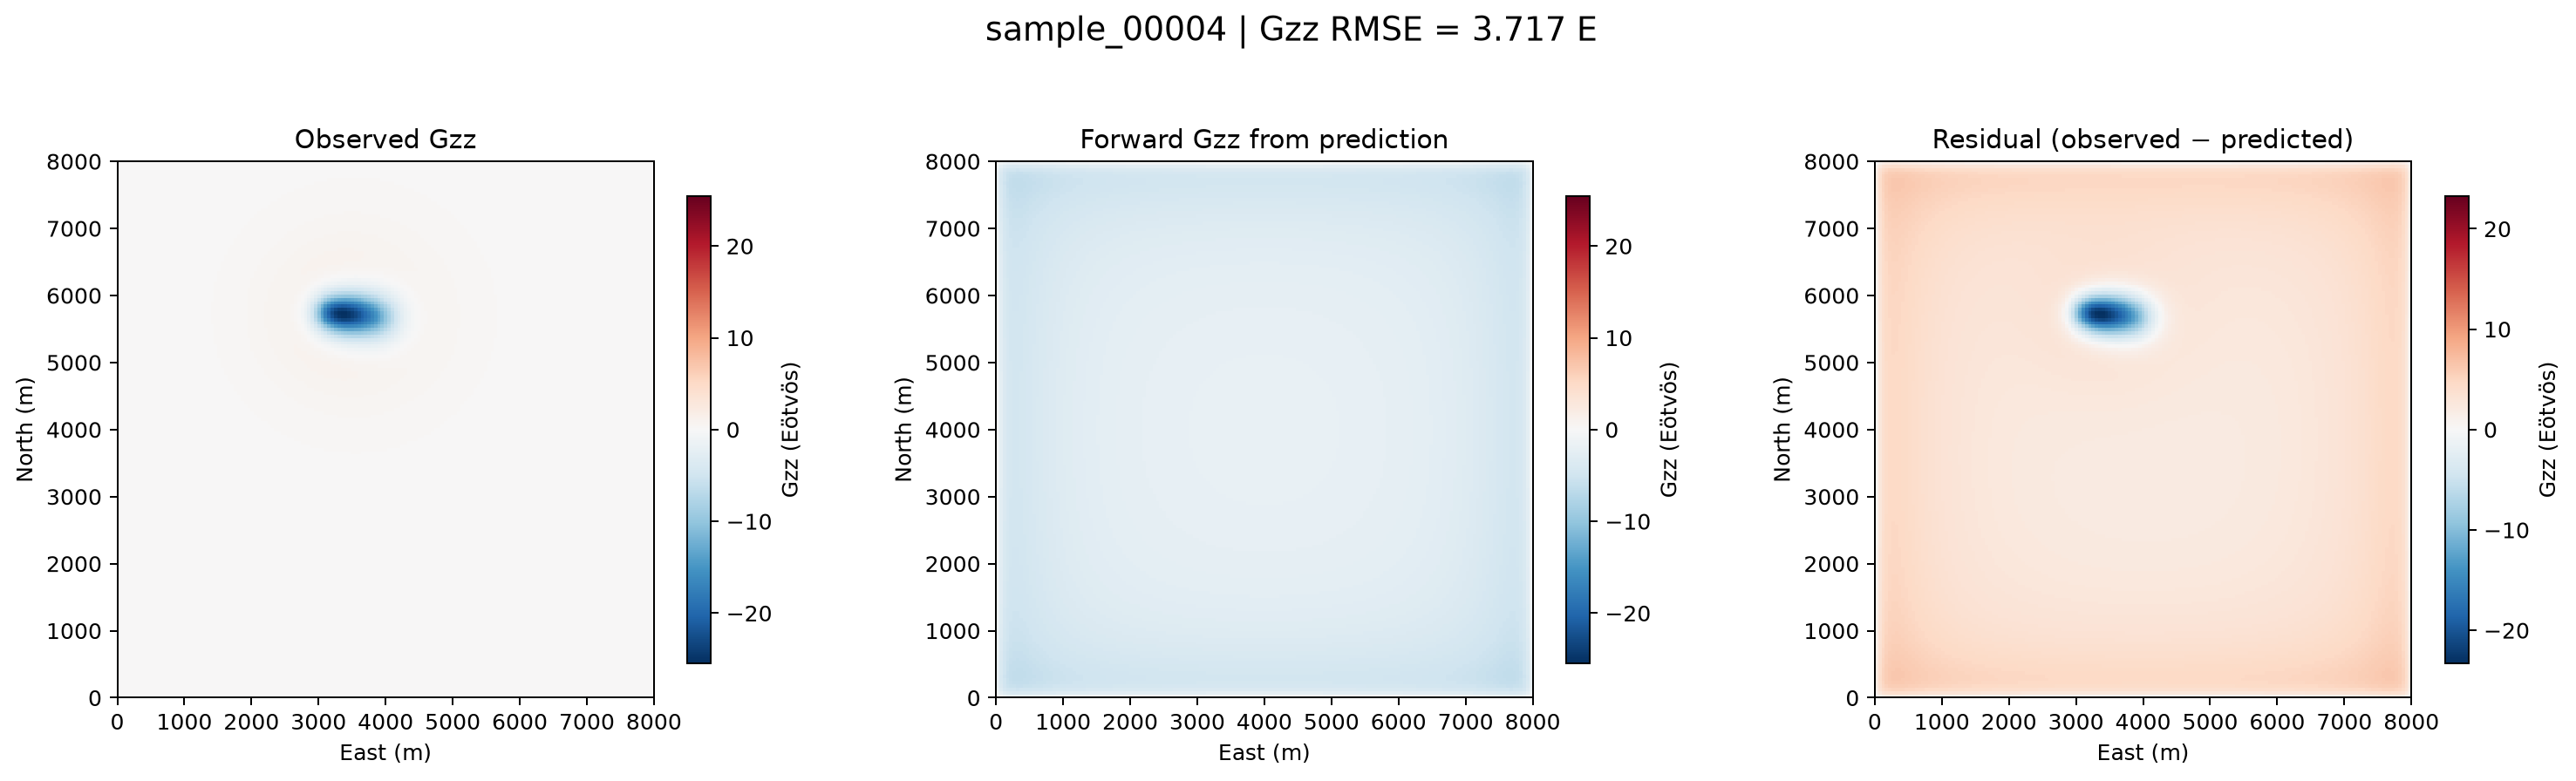 sample_00004 | Gzz RMSE = 3.717 E
Observed Gzz
8000
7000
6000
5000
4000
3000
2000
1000
0
0 1000 2000 3000 4000 5000 6000 7000 8000
East (m)
North (m)
20
10
0
−10
−20
Gzz (Eötvös)
Forward Gzz from prediction
8000
7000
6000
5000
4000
3000
2000
1000
0
0 1000 2000 3000 4000 5000 6000 7000 8000
East (m)
North (m)
20
10
0
−10
−20
Gzz (Eötvös)
Residual (observed − predicted)
8000
7000
6000
5000
4000
3000
2000
1000
0
0 1000 2000 3000 4000 5000 6000 7000 8000
East (m)
North (m)
20
10
0
−10
−20
Gzz (Eötvös)